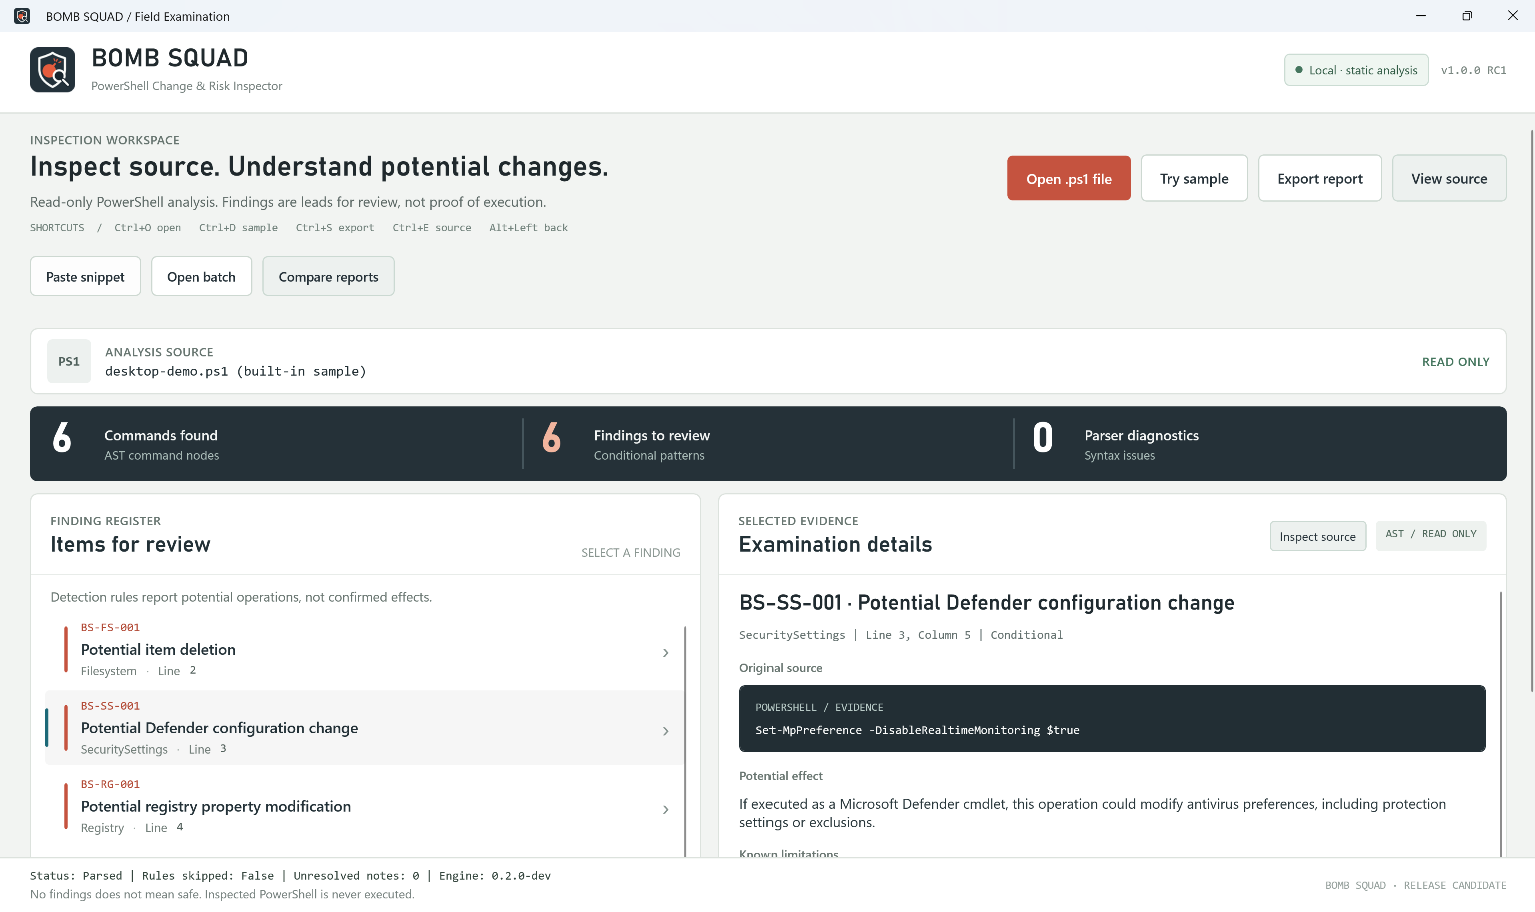 BOMB SQUAD / Field Examination
BOMB SQUAD
PowerShell Change & Risk Inspector
Local · static analysis
v1.0.0 RC1
INSPECTION WORKSPACE
Inspect source. Understand potential changes.
Read-only PowerShell analysis. Findings are leads for review, not proof of execution.
SHORTCUTS / Ctrl+O open Ctrl+D sample Ctrl+S export Ctrl+E source Alt+Left back
Open .ps1 file
Try sample
Export report
View source
Paste snippet
Open batch
Compare reports
PS1
ANALYSIS SOURCE
desktop-demo.ps1 (built-in sample)
READ ONLY
6
Commands found
AST command nodes
6
Findings to review
Conditional patterns
0
Parser diagnostics
Syntax issues
FINDING REGISTER
Items for review
SELECT A FINDING
Detection rules report potential operations, not confirmed effects.
BS-FS-001
Potential item deletion
Filesystem · Line 2
BS-SS-001
Potential Defender configuration change
SecuritySettings · Line 3
BS-RG-001
Potential registry property modification
Registry · Line 4
SELECTED EVIDENCE
Examination details
Inspect source
AST / READ ONLY
BS-SS-001 · Potential Defender configuration change
SecuritySettings | Line 3, Column 5 | Conditional
Original source
POWERSHELL / EVIDENCE
Set-MpPreference -DisableRealtimeMonitoring $true
Potential effect
If executed as a Microsoft Defender cmdlet, this operation could modify antivirus preferences, including protection
settings or exclusions.
Known limitations
Status: Parsed | Rules skipped: False | Unresolved notes: 0 | Engine: 0.2.0-dev
No findings does not mean safe. Inspected PowerShell is never executed.
BOMB SQUAD · RELEASE CANDIDATE